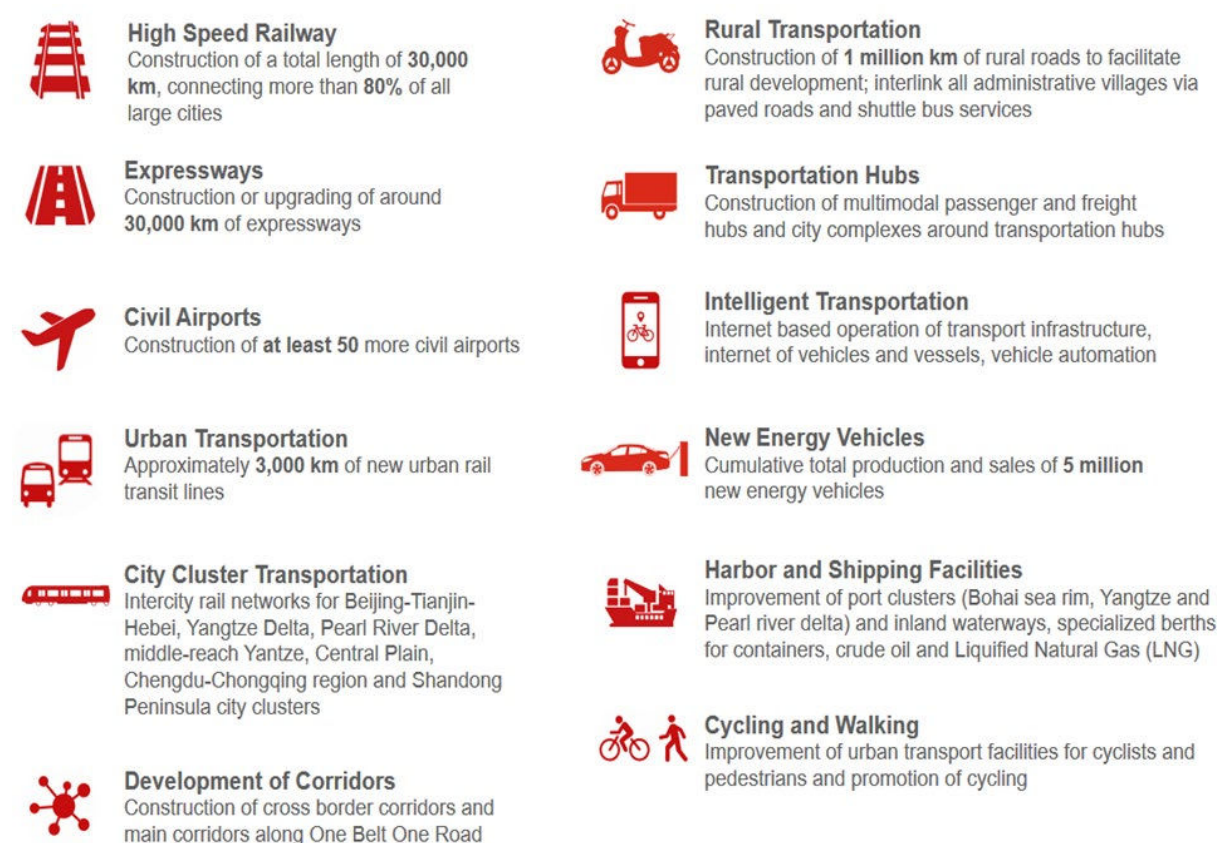 High Speed Railway
Construction of a total length of 30,000
km, connecting more than 80% of all
large cities
Expressways
Construction or upgrading of around
30,000 km of expressways
Civil Airports
Construction of at least 50 more civil airports
Urban Transportation
Approximately 3,000 km of new urban rail
transit lines
City Cluster Transportation
Intercity rail networks for Beijing-Tianjin-
Hebei, Yangtze Delta, Pearl River Delta,
middle-reach Yantze, Central Plain,
Chengdu-Chongqing region and Shandong
Peninsula city clusters
Development of Corridors
Construction of cross border corridors and
main corridors along One Belt One Road
Rural Transportation
Construction of 1 million km of rural roads to facilitate
rural development; interlink all administrative villages via
paved roads and shuttle bus services
Transportation Hubs
Construction of multimodal passenger and freight
hubs and city complexes around transportation hubs
Intelligent Transportation
Internet based operation of transport infrastructure,
internet of vehicles and vessels, vehicle automation
New Energy Vehicles
Cumulative total production and sales of 5 million
new energy vehicles
Harbor and Shipping Facilities
Improvement of port clusters (Bohai sea rim, Yangtze and
Pearl river delta) and inland waterways, specialized berths
for containers, crude oil and Liquified Natural Gas (LNG)
Cycling and Walking
Improvement of urban transport facilities for cyclists and
pedestrians and promotion of cycling